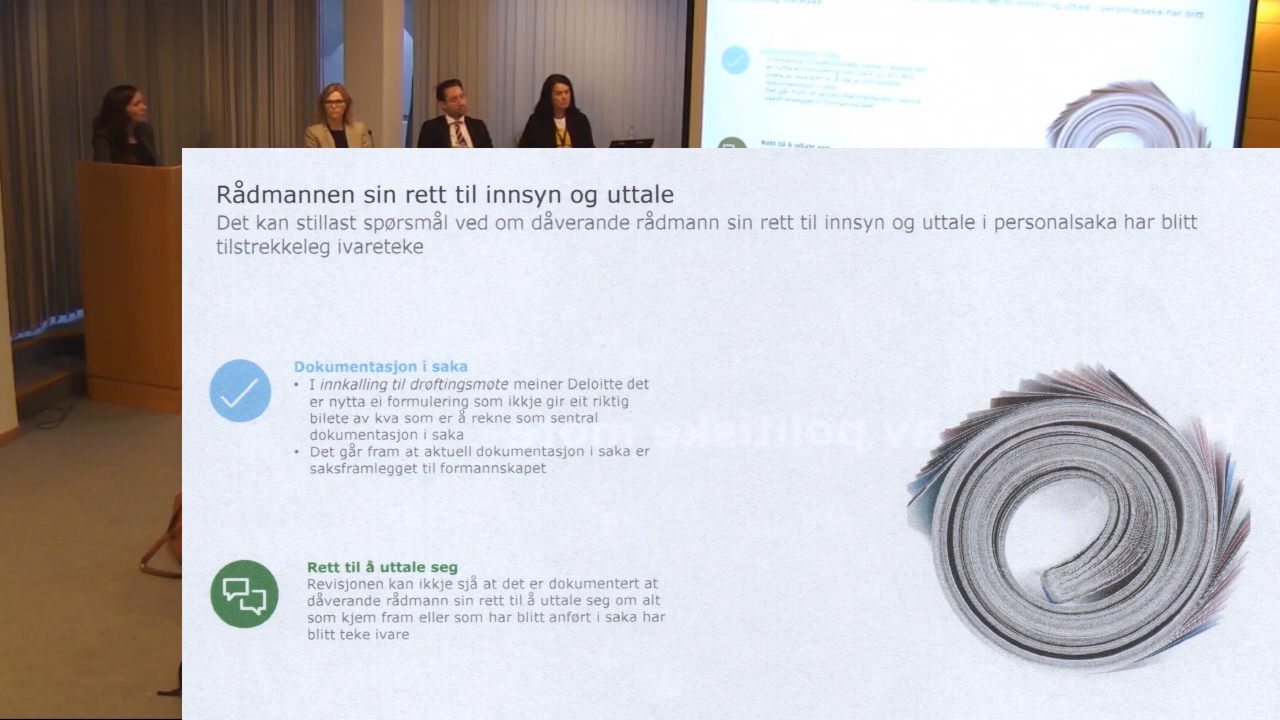 Rådmannen sin rett til innsyn og uttale
Det kan stillast spørsmål ved om dåverande rådmann sin rett til innsyn og uttale i personalsaka har blitt
tilstrekkeleg ivareteke
Dokumentasjon i saka
• I innkalling til drøftingsmøte meiner Deloitte det
er nytta ei formulering som ikkje gir eit riktig
bilete av kva som er å rekne som sentral
dokumentasjon i saka
• Det går fram at aktuell dokumentasjon i saka er
saksframlegget til formannskapet
Rett til å uttale seg
Revisjonen kan ikkje sjå at det er dokumentert at
dåverande rådmann sin rett til å uttale seg om alt
som kjem fram eller som har blitt anført i saka har
blitt teke ivare